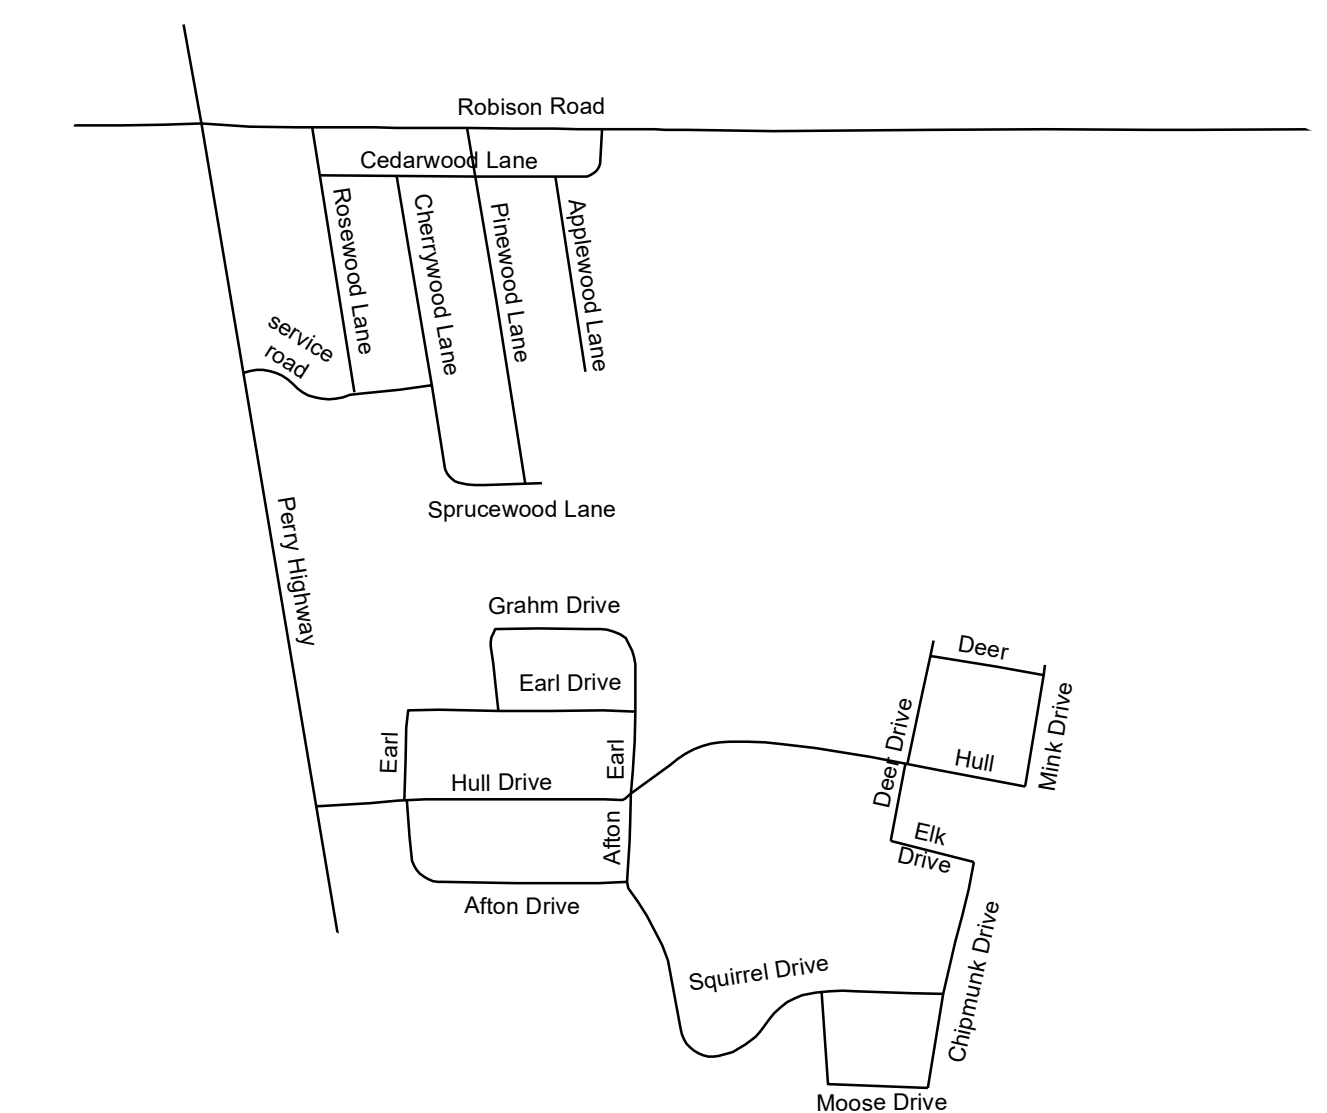 Robison Road
Cedarwood Lane
Rosewood Lane
Cherrywood Lane
Pinewood Lane
Applewood Lane
service
road
Perry Highway
Sprucewood Lane
Grahm Drive
Earl Drive
Earl
Earl
Hull Drive
Afton
Afton Drive
Deer
Deer Drive
Mink Drive
Hull
Deer Drive
Elk
Drive
Squirrel Drive
Chipmunk Drive
Moose Drive